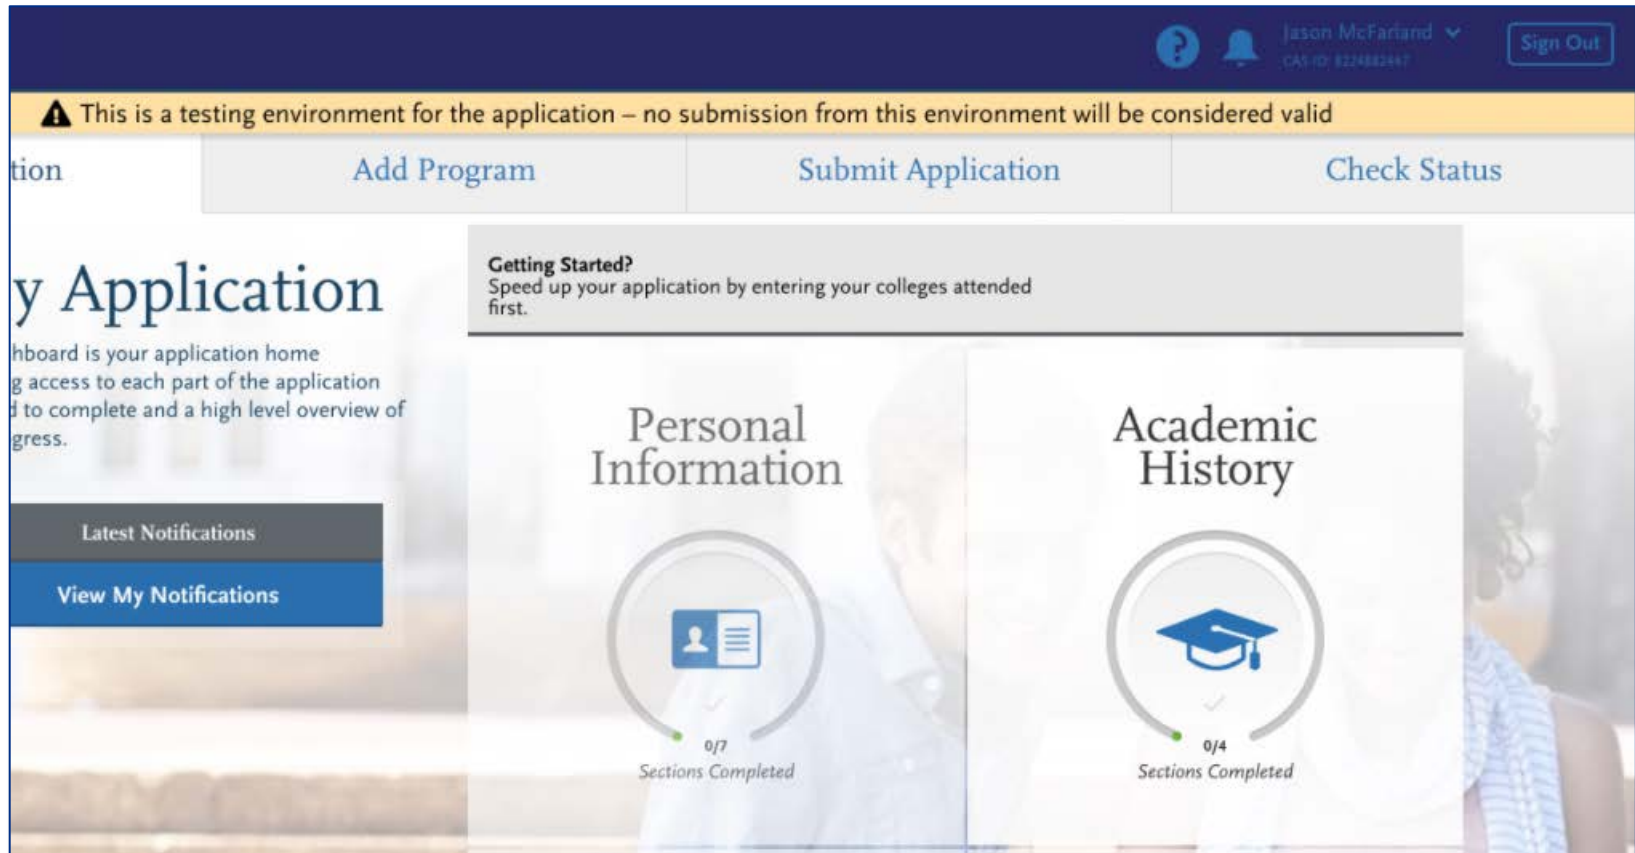 Jason McFarland
CAS ID: 8224882447
Sign Out
This is a testing environment for the application – no submission from this environment will be considered valid
tion
Add Program
Submit Application
Check Status
y Application
hboard is your application home
g access to each part of the application
d to complete and a high level overview of
gress.
Latest Notifications
View My Notifications
Getting Started?
Speed up your application by entering your colleges attended
first.
Personal
Information
0/7
Sections Completed
Academic
History
0/4
Sections Completed